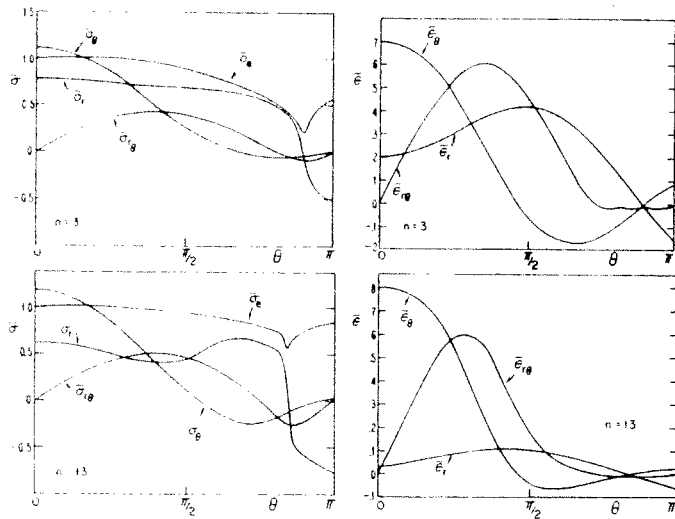 1.5
1.0
σ̃
0.5
0
-0.5
σ̃θ
σ̃e
σ̃r
σ̃rθ
n = 3
0
π/2
θ
π
.7
.6
.5
ε̃
.4
.3
.2
.1
0
-.1
-.2
ε̃θ
ε̃r
ε̃rθ
n = 3
0
π/2
θ
π
1.0
σ̃
0.5
0
-0.5
σ̃e
σr
σ̃rθ
σθ
n = 13
0
π/2
θ
π
.8
.7
.6
ε̃
.5
.4
.3
.2
.1
0
-.1
ε̃θ
ε̃rθ
ε̃r
n = 13
0
π/2
θ
π